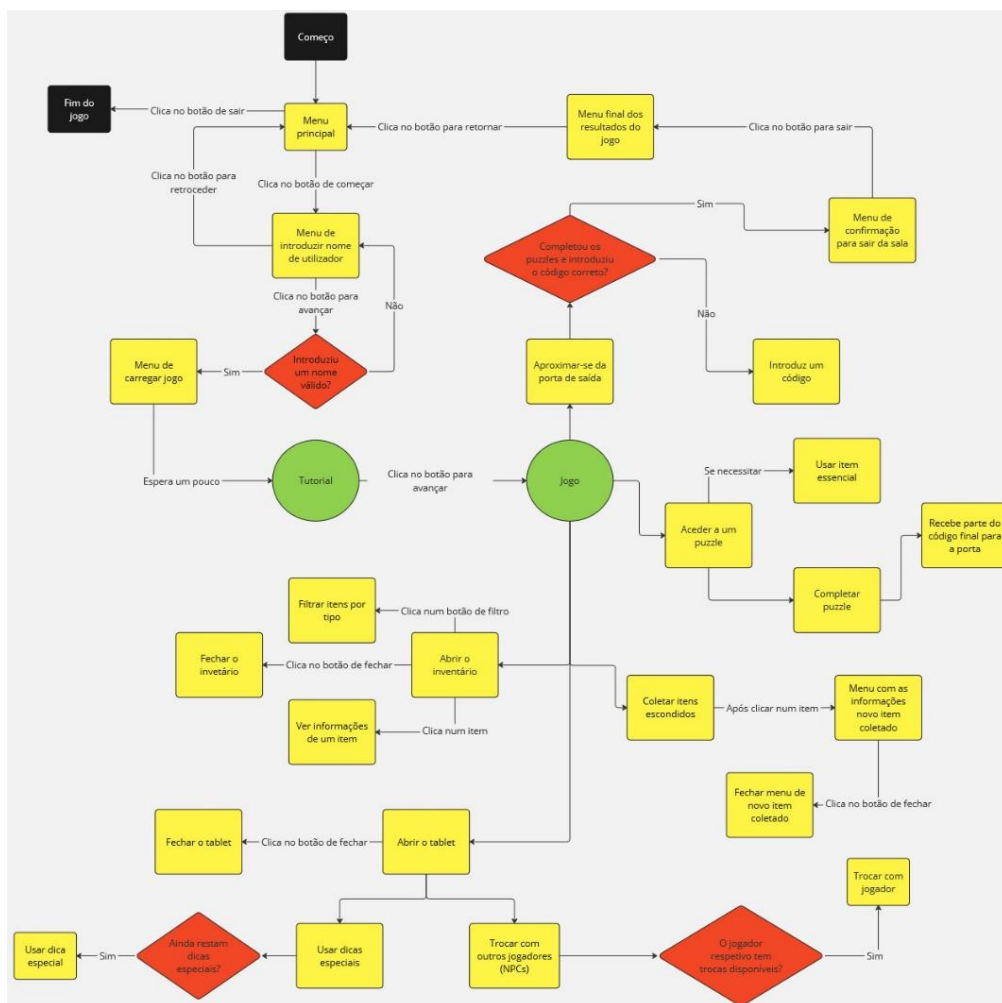 Começo
Fim do
jogo
Clica no botão de sair
Menu
principal
Clica no botão para retornar
Menu final dos
resultados do
jogo
Clica no botão para sair
Clica no botão para
retroceder
Clica no botão de começar
Menu de
introduzir nome
de utilizador
Completou os
puzzles e introduziu
o código correto?
Sim
Menu de
confirmação
para sair da sala
Clica no botão para
avançar
Não
Não
Menu de
carregar jogo
Sim
Introduziu
um nome
válido?
Aproximar-se da
porta de saída
Introduz um
código
Espera um pouco
Tutorial
Clica no botão para
avançar
Jogo
Se necessitar
Usar item
essencial
Aceder a um
puzzle
Recebe parte do
código final para
a porta
Completar
puzzle
Filtrar itens por
tipo
Clica num botão de filtro
Fechar o
invetário
Clica no botão de fechar
Abrir o
inventário
Ver informações
de um item
Clica num item
Coletar itens
escondidos
Após clicar num item
Menu com as
informações
novo item
coletado
Fechar menu de
novo item
coletado
Clica no botão de fechar
Fechar o tablet
Clica no botão de fechar
Abrir o tablet
Trocar com
jogador
Usar dica
especial
Sim
Ainda restam
dicas
especiais?
Usar dicas
especiais
Trocar com
outros jogadores
(NPCs)
O jogador
respetivo tem
trocas disponíveis?
Sim